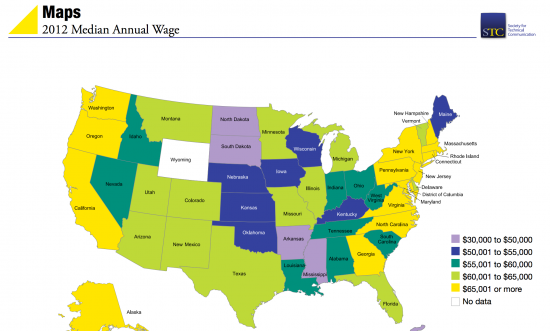 Maps
2012 Median Annual Wage
STC
Society for
Technical
Communication
Washington
Oregon
California
Nevada
Idaho
Montana
Wyoming
Utah
Colorado
Arizona
New Mexico
North Dakota
South Dakota
Nebraska
Kansas
Oklahoma
Texas
Minnesota
Iowa
Missouri
Arkansas
Louisiana
Wisconsin
Illinois
Michigan
Indiana
Ohio
Kentucky
Tennessee
Mississippi
Alabama
Georgia
Florida
South
Carolina
North Carolina
Virginia
West
Virginia
Pennsylvania
New York
New Hampshire
Vermont
Maine
Massachusetts
Rhode Island
Connecticut
New Jersey
Delaware
District of Columbia
Maryland
Alaska
$30,000 to $50,000
$50,001 to $55,000
$55,001 to $60,000
$60,001 to $65,000
$65,001 or more
No data